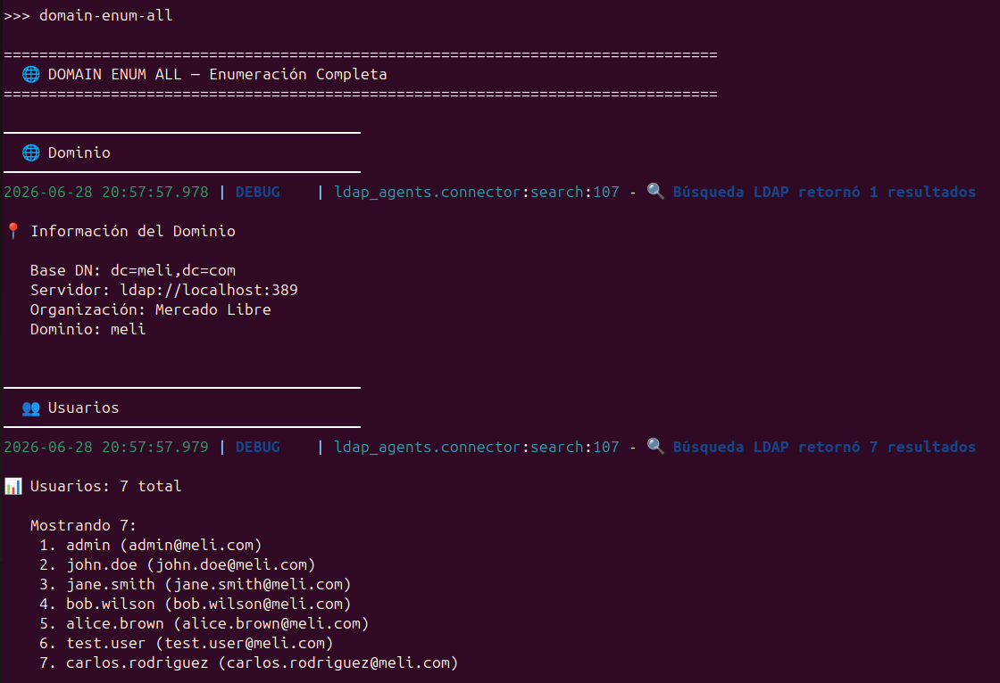 >>> domain-enum-all
================================================================================
🌐 DOMAIN ENUM ALL — Enumeración Completa
================================================================================
────────────────────────────────────────
🌐 Dominio
────────────────────────────────────────
2026-06-28 20:57:57.978 | DEBUG    | ldap_agents.connector:search:107 - 🔍 Búsqueda LDAP retornó 1 resultados
📍 Información del Dominio
Base DN: dc=meli,dc=com
Servidor: ldap://localhost:389
Organización: Mercado Libre
Dominio: meli
────────────────────────────────────────
👥 Usuarios
────────────────────────────────────────
2026-06-28 20:57:57.979 | DEBUG    | ldap_agents.connector:search:107 - 🔍 Búsqueda LDAP retornó 7 resultados
📊 Usuarios: 7 total
Mostrando 7:
1. admin (admin@meli.com)
2. john.doe (john.doe@meli.com)
3. jane.smith (jane.smith@meli.com)
4. bob.wilson (bob.wilson@meli.com)
5. alice.brown (alice.brown@meli.com)
6. test.user (test.user@meli.com)
7. carlos.rodriguez (carlos.rodriguez@meli.com)